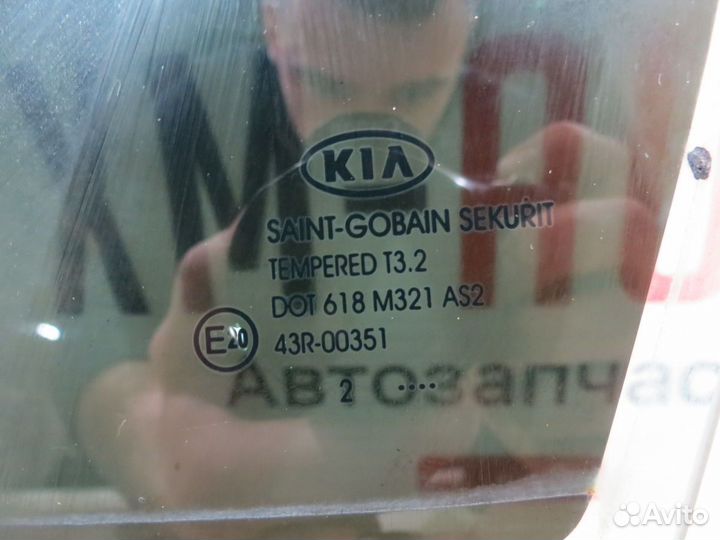 KIA
SAINT-GOBAIN SEKURIT
TEMPERED T3.2
DOT 618 M321 AS2
E20 43R-00351
2 ....
Автозапчас
Avito